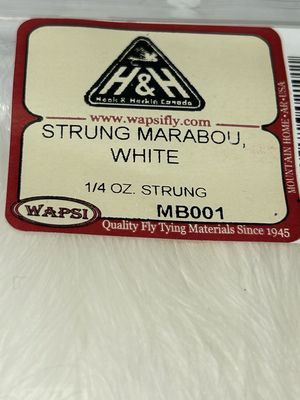 H&H
Hook & Hackle Canada
www.wapsifly.com
STRUNG MARABOU,
WHITE
1/4 OZ. STRUNG
MB001
WAPSI
Quality Fly Tying Materials Since 1945
MOUNTAIN HOME • AR • USA